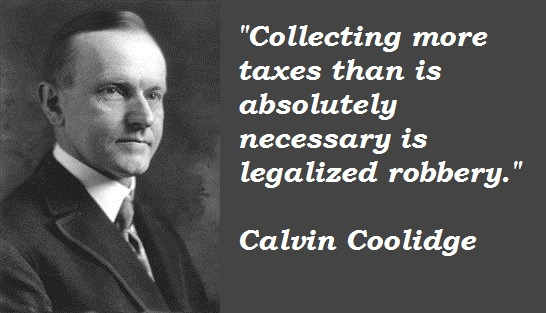 "Collecting more
taxes than is
absolutely
necessary is
legalized robbery."
Calvin Coolidge